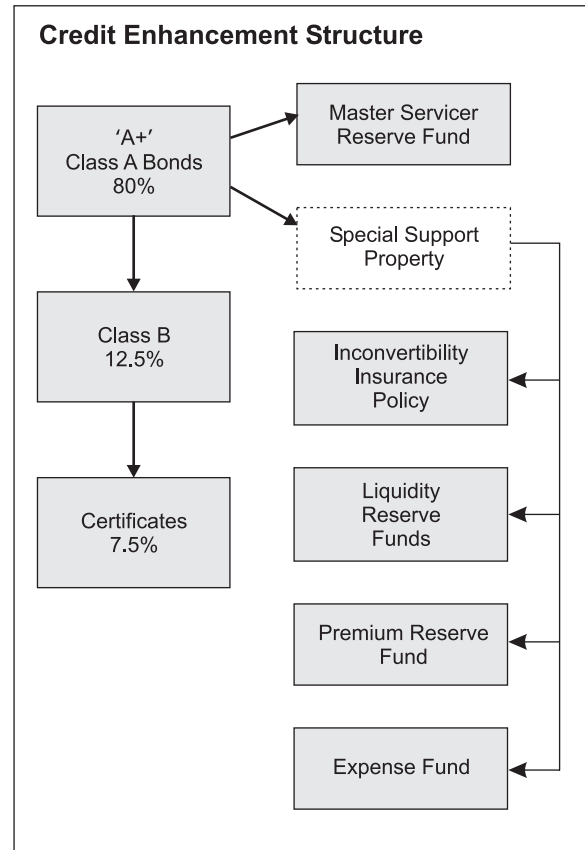 Credit Enhancement Structure
‘A+’
Class A Bonds
80%
Master Servicer
Reserve Fund
Special Support
Property
Class B
12.5%
Inconvertibility
Insurance
Policy
Certificates
7.5%
Liquidity
Reserve
Funds
Premium Reserve
Fund
Expense Fund